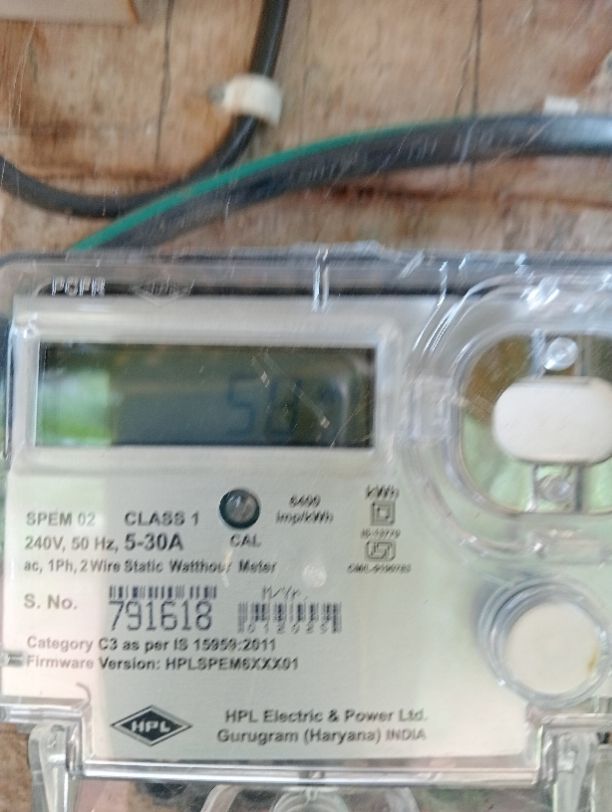 SPEM 02 CLASS 1
6400
imp/kWh
kWh
240V, 50 Hz, 5-30A
CAL
ac, 1Ph, 2 Wire Static Watthour Meter
S. No.
M/Yr.
791618
Category C3 as per IS 15959:2011
Firmware Version: HPLSPEM6XXX01
HPL
HPL Electric & Power Ltd.
Gurugram (Haryana) INDIA